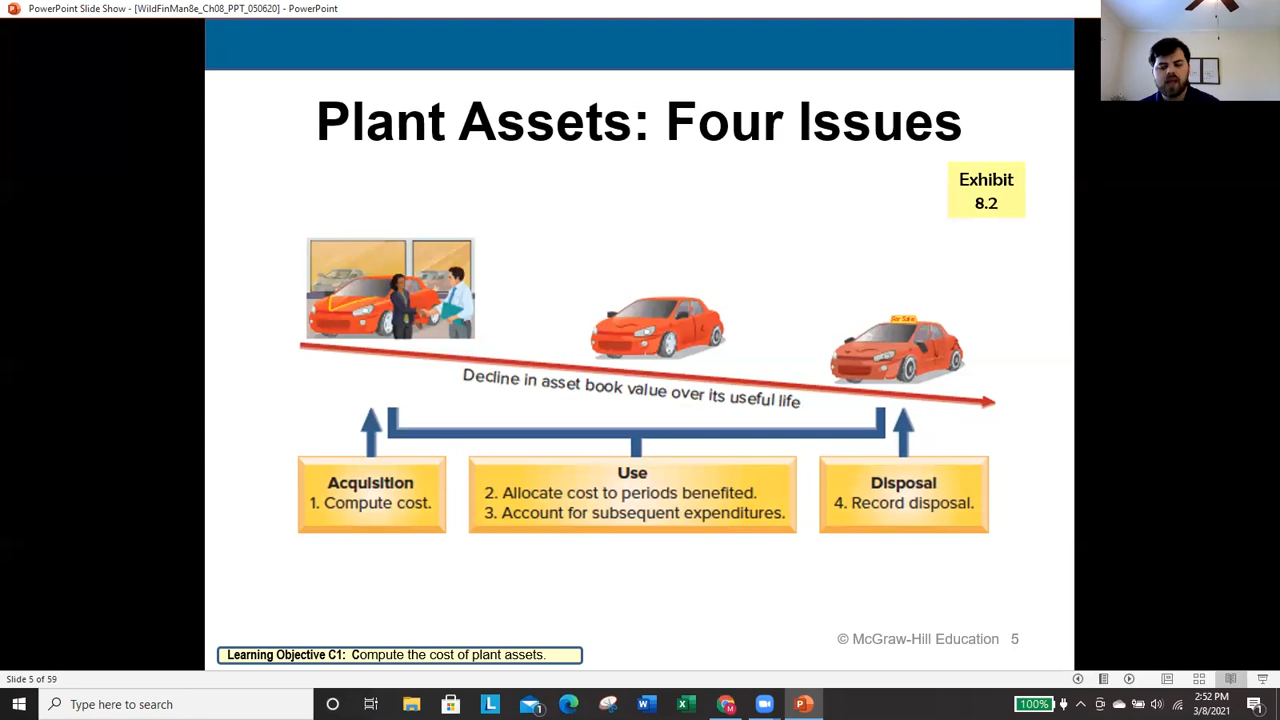 PowerPoint Slide Show - [WildFinMan8e_Ch08_PPT_050620] - PowerPoint
Plant Assets: Four Issues
Exhibit
8.2
For Sale
Decline in asset book value over its useful life
Acquisition
1. Compute cost.
Use
2. Allocate cost to periods benefited.
3. Account for subsequent expenditures.
Disposal
4. Record disposal.
© McGraw-Hill Education 5
Learning Objective C1: Compute the cost of plant assets.
Slide 5 of 59
Type here to search
100%
2:52 PM
3/8/2021